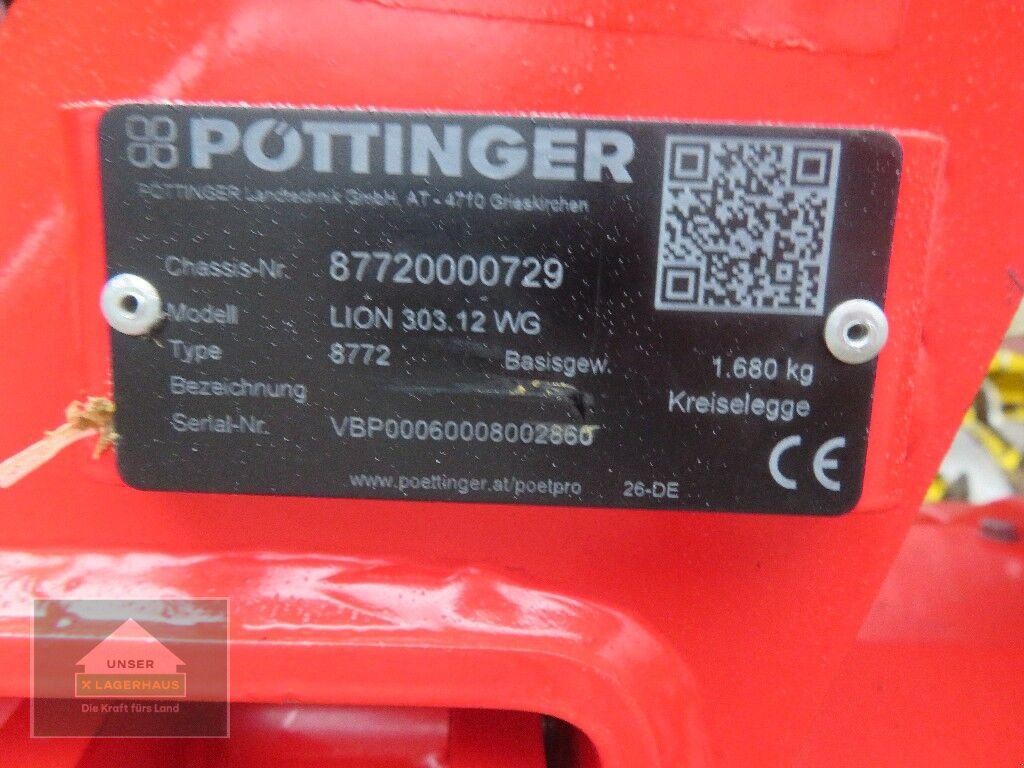 PÖTTINGER
PÖTTINGER Landtechnik GmbH, AT - 4710 Grieskirchen
Chassis-Nr. 87720000729
Modell LION 303.12 WG
Type 8772 Basisgew. 1.680 kg
Bezeichnung Kreiselegge
Serial-Nr. VBP00060008002860
www.poettinger.at/poetpro 26-DE
CE
UNSER
X LAGERHAUS
Die Kraft fürs Land